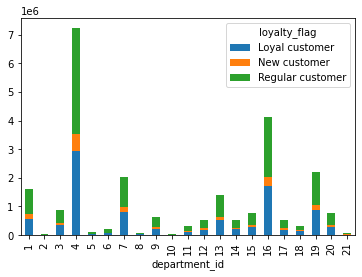 1e6
7
6
5
4
3
2
1
0
loyalty_flag
Loyal customer
New customer
Regular customer
1 2 3 4 5 6 7 8 9 10 11 12 13 14 15 16 17 18 19 20 21
department_id